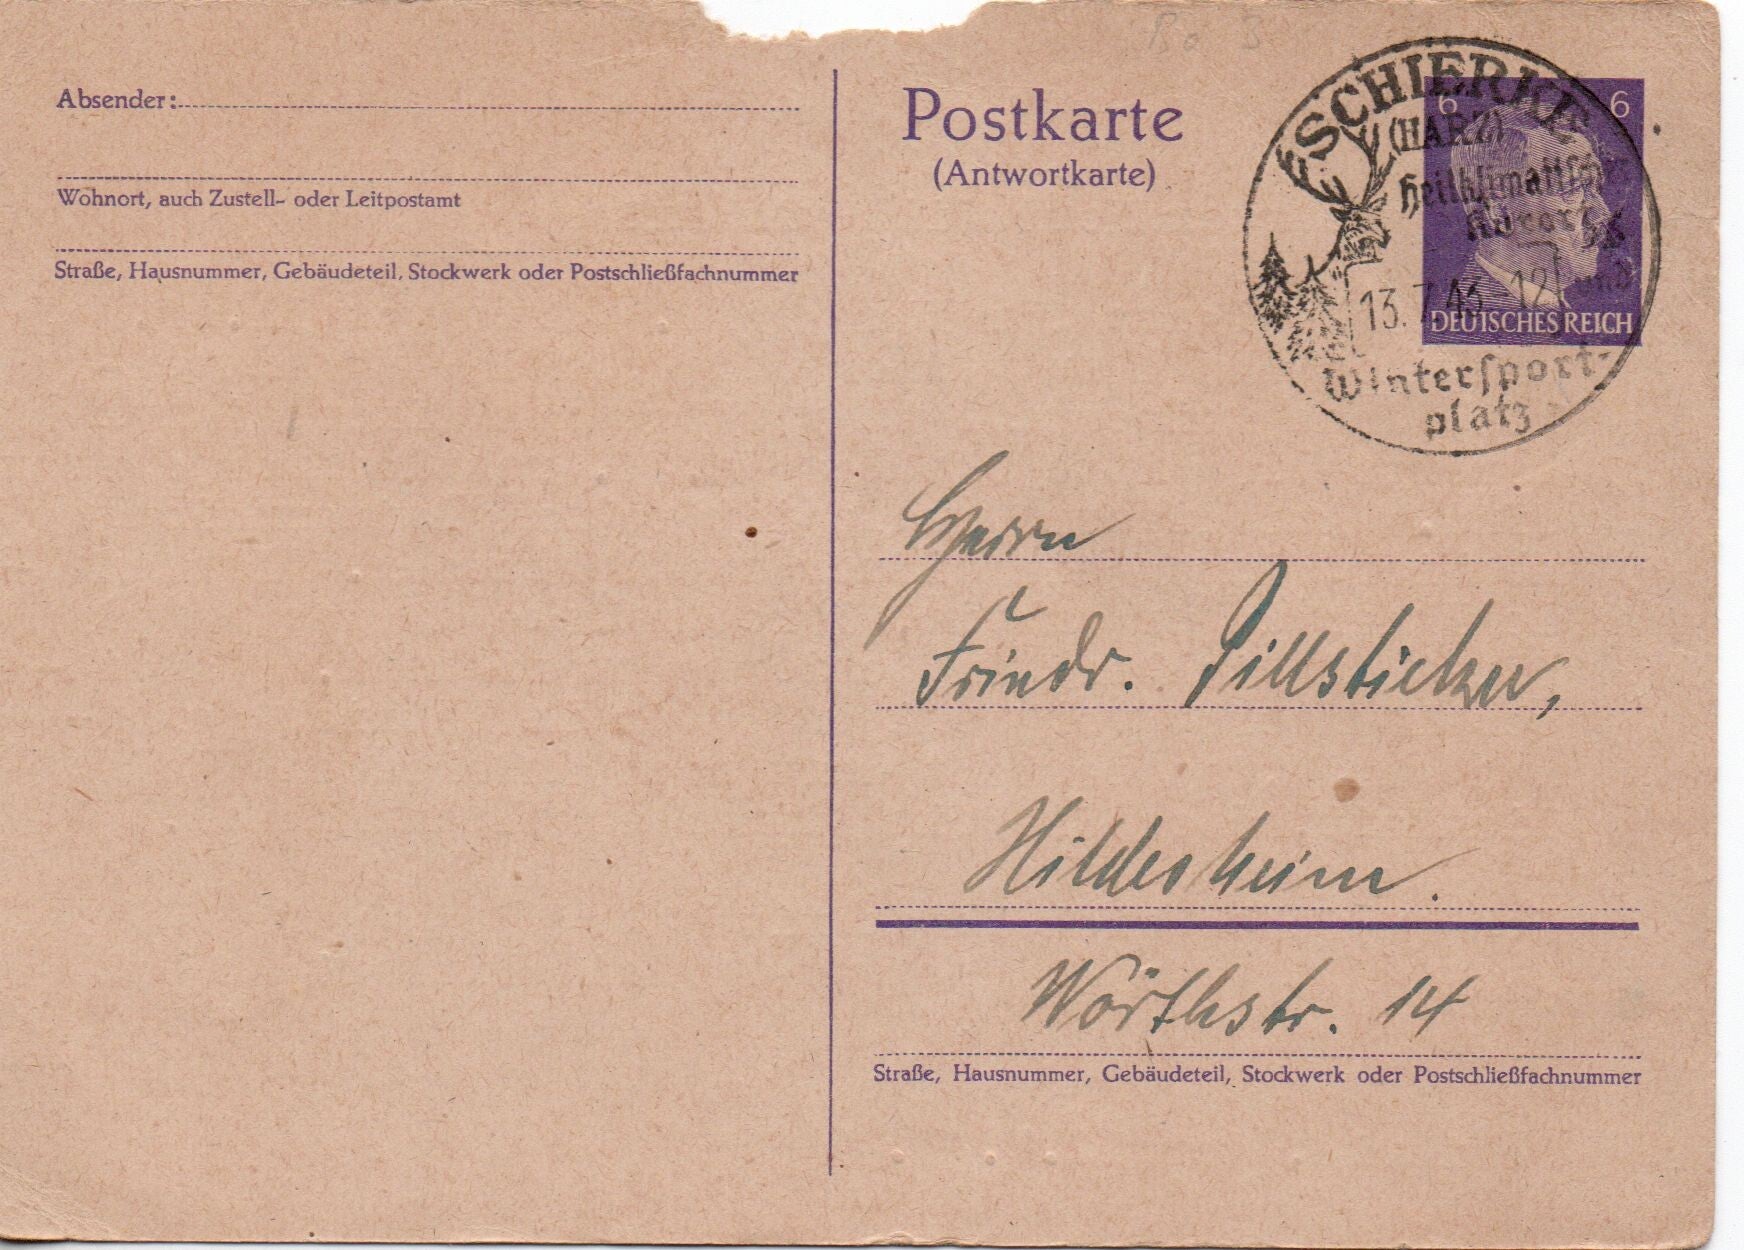 Absender:
Wohnort, auch Zustell- oder Leitpostamt
Straße, Hausnummer, Gebäudeteil, Stockwerk oder Postschließfachnummer
Postkarte
(Antwortkarte)
6 6
DEUTSCHES REICH
SCHIERKE
(HARZ)
Heilklimatischer
Kurort
und
13.7.43-12
Wintersport-
platz
Herrn
Friedr. Pillsticker,
Hildesheim.
Wörthstr. 14
Straße, Hausnummer, Gebäudeteil, Stockwerk oder Postschließfachnummer